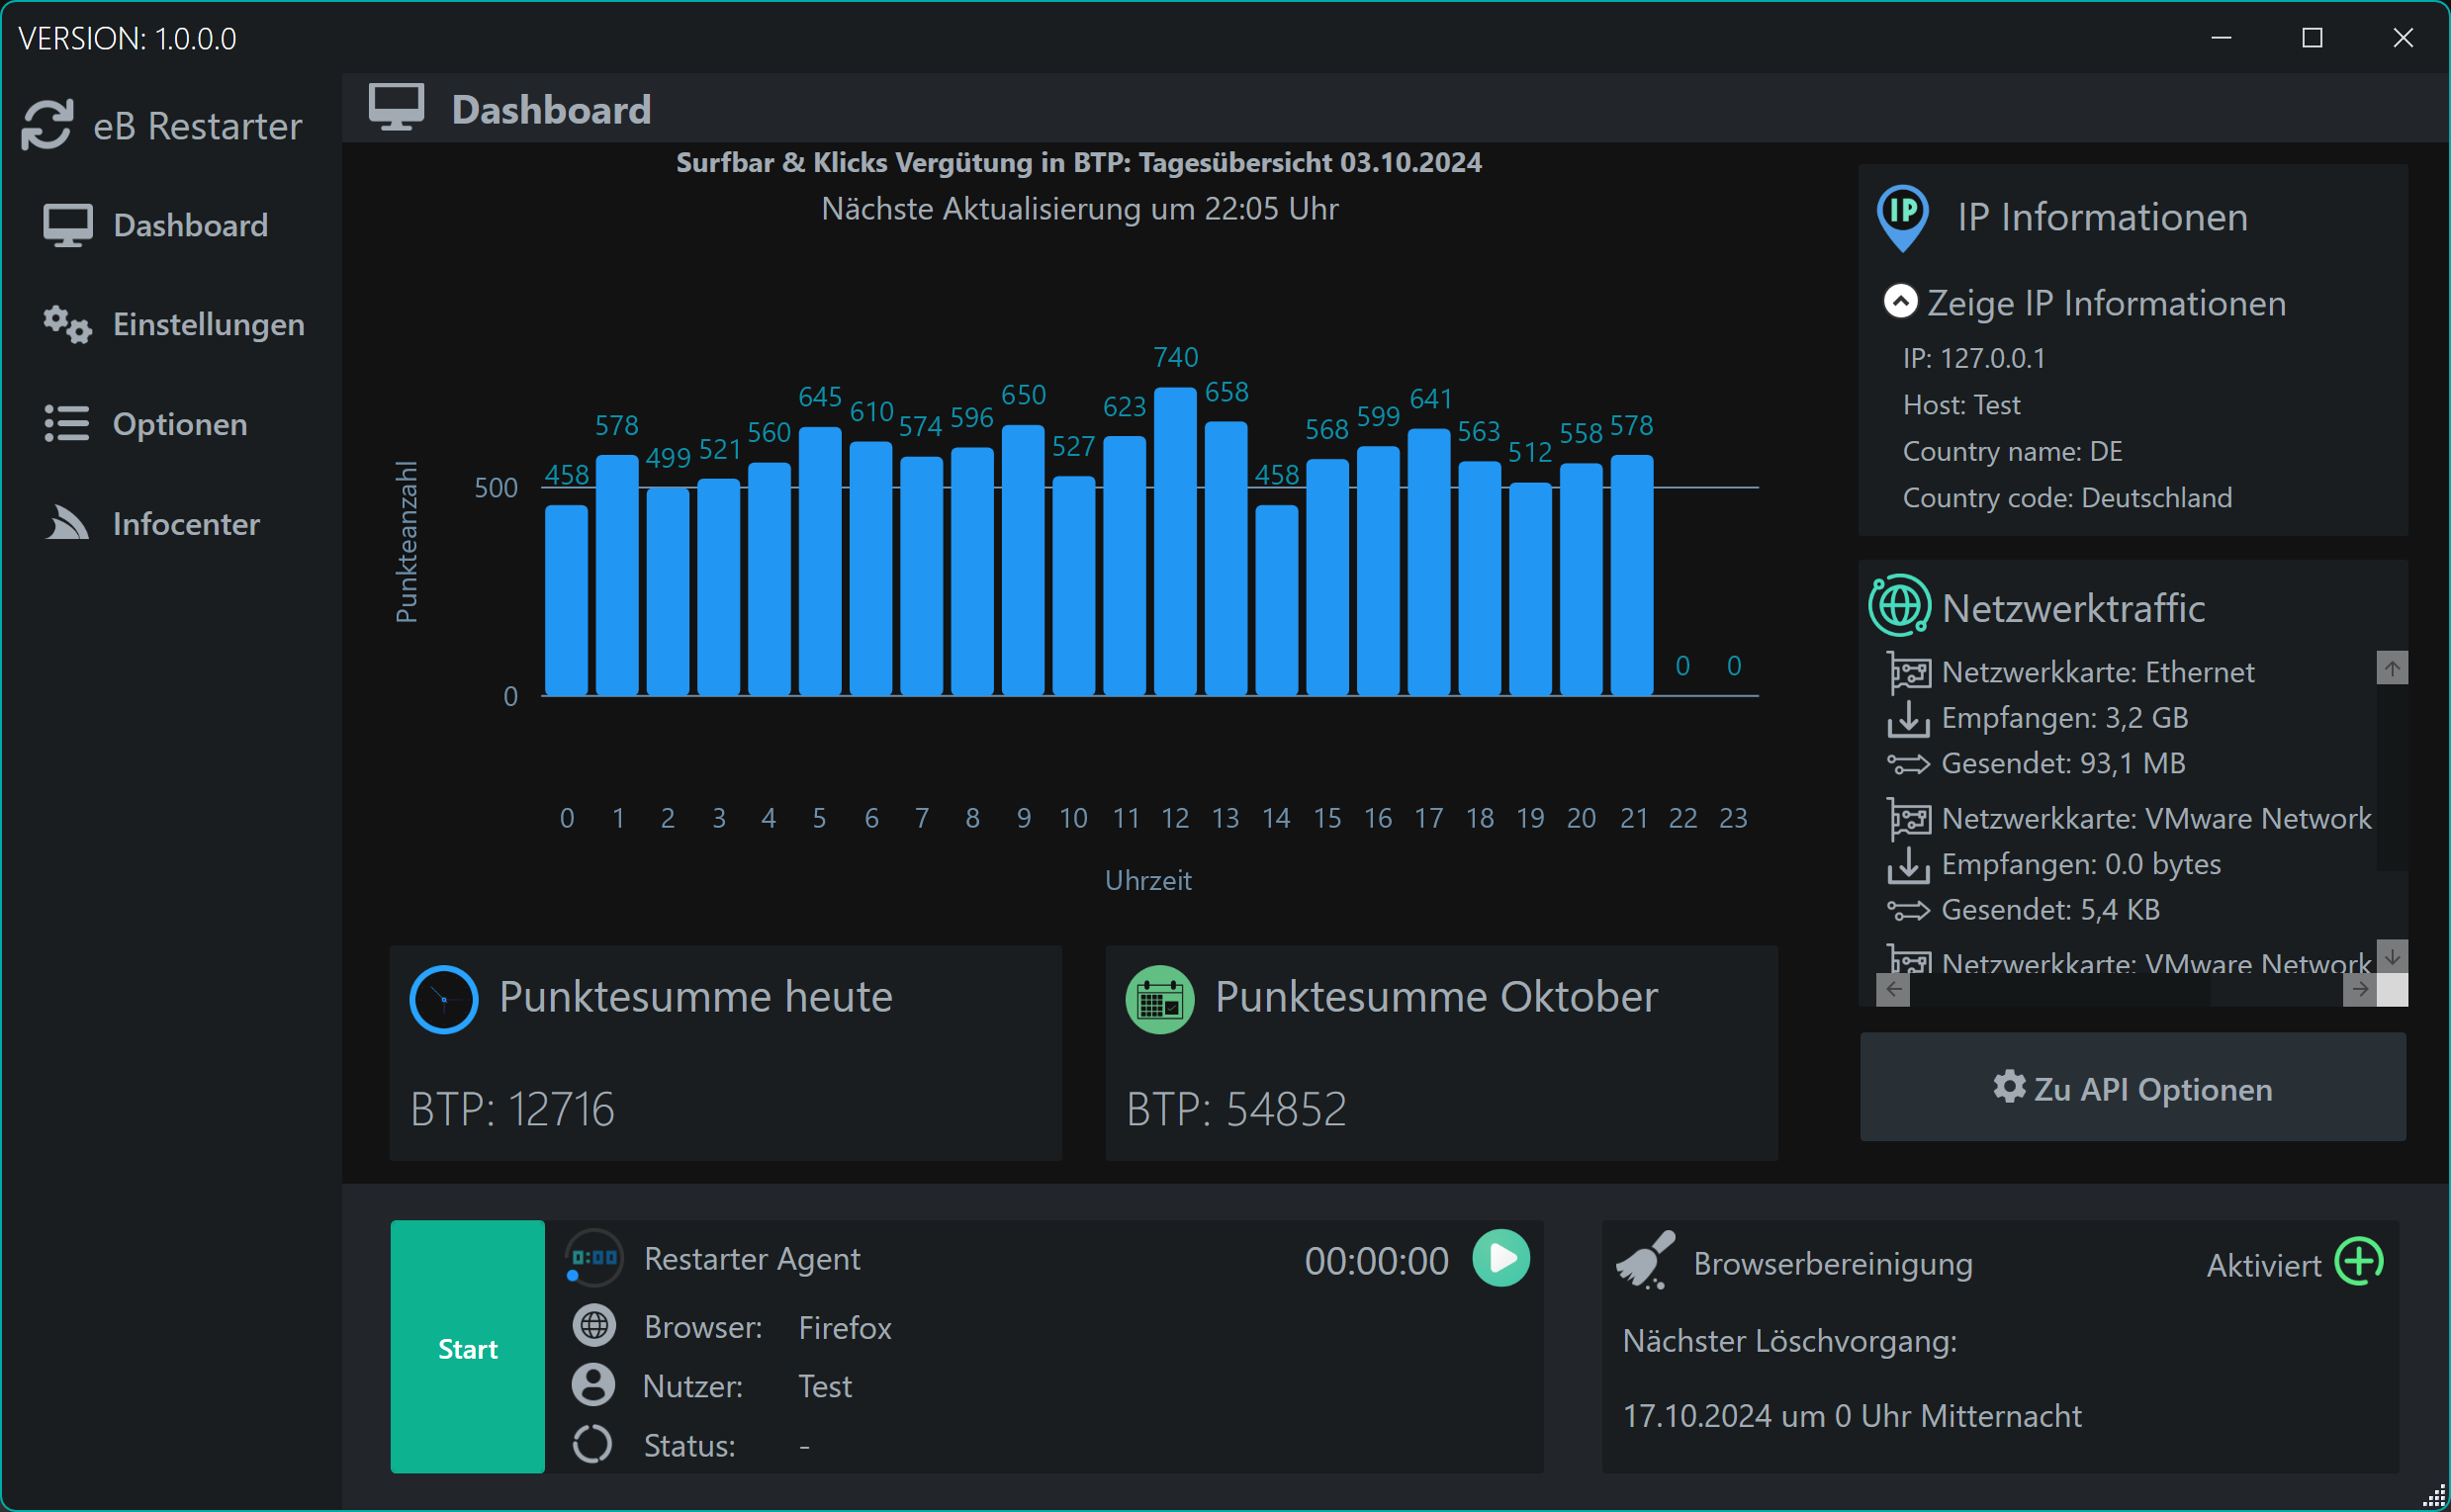 VERSION: 1.0.0.0
eB Restarter
Dashboard
Einstellungen
Optionen
Infocenter
Dashboard
Surfbar & Klicks Vergütung in BTP: Tagesübersicht 03.10.2024
Nächste Aktualisierung um 22:05 Uhr
Punkteanzahl
500
0
458 578 499 521 560 645 610 574 596 650 527 623 740 658 458 568 599 641 563 512 558 578 0 0
0 1 2 3 4 5 6 7 8 9 10 11 12 13 14 15 16 17 18 19 20 21 22 23
Uhrzeit
Punktesumme heute
BTP: 12716
Punktesumme Oktober
BTP: 54852
IP
IP Informationen
Zeige IP Informationen
IP: 127.0.0.1
Host: Test
Country name: DE
Country code: Deutschland
Netzwerktraffic
Netzwerkkarte: Ethernet
Empfangen: 3,2 GB
Gesendet: 93,1 MB
Netzwerkkarte: VMware Network
Empfangen: 0.0 bytes
Gesendet: 5,4 KB
Netzwerkkarte: VMware Network
Zu API Optionen
Start
0:00
Restarter Agent
00:00:00
Browser: Firefox
Nutzer: Test
Status: -
Browserbereinigung
Aktiviert
Nächster Löschvorgang:
17.10.2024 um 0 Uhr Mitternacht